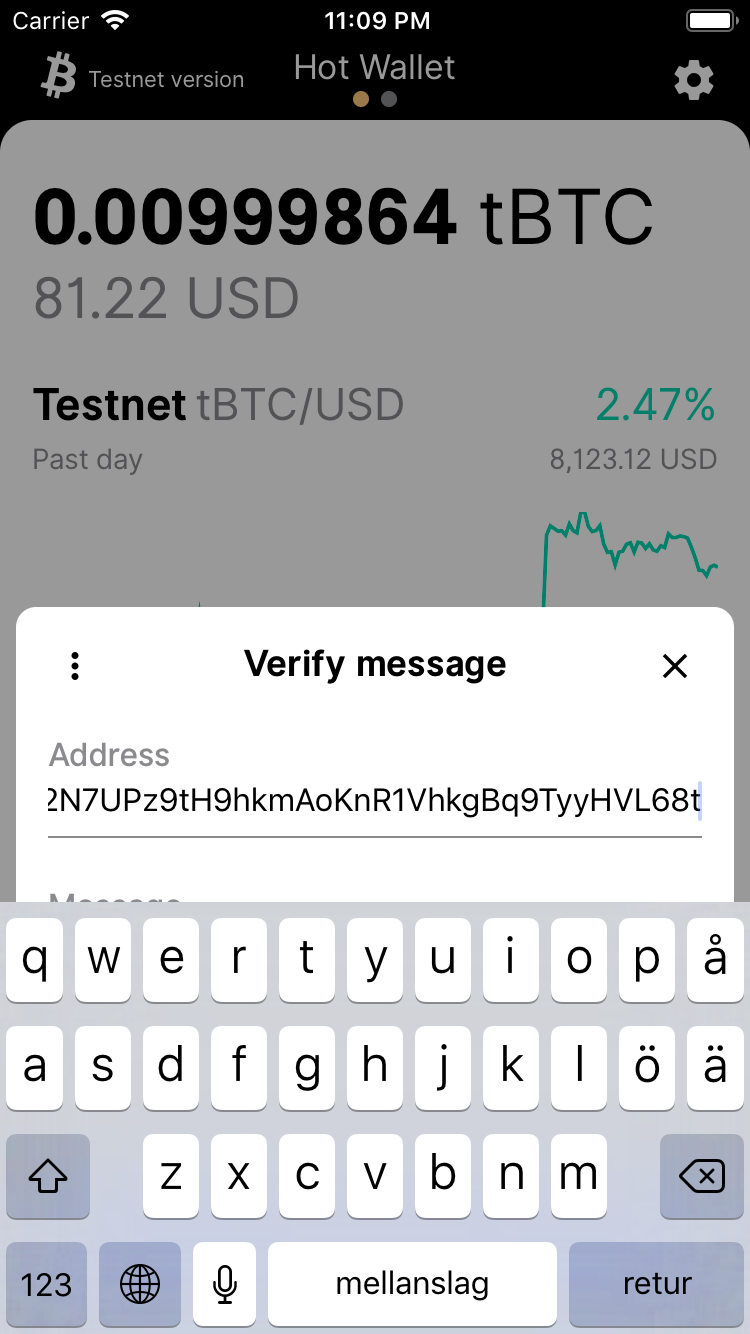 Carrier 11:09 PM
Testnet version Hot Wallet
0.00999864 tBTC
81.22 USD
Testnet tBTC/USD 2.47%
Past day 8,123.12 USD
Verify message
Address
2N7UPz9tH9hkmAoKnR1VhkgBq9TyyHVL68t
Message
q w e r t y u i o p å
a s d f g h j k l ö ä
z x c v b n m
123 mellanslag retur